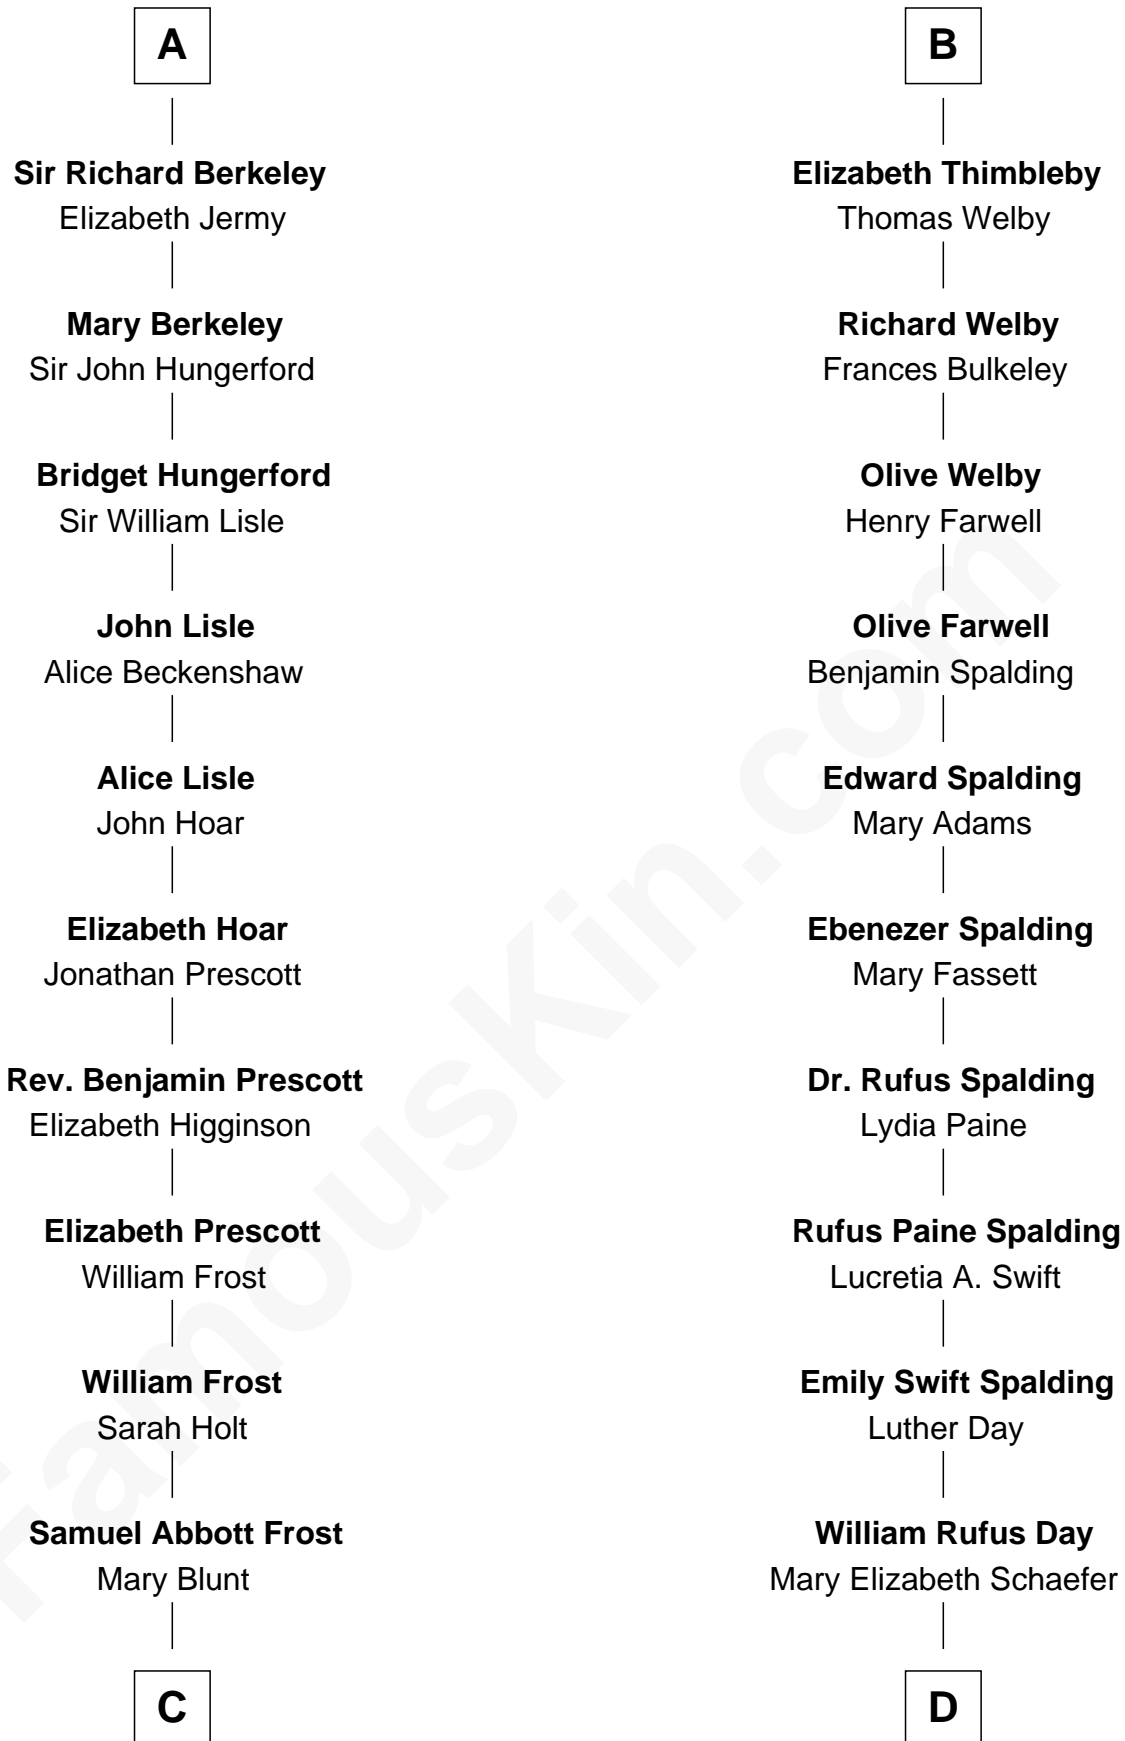 A
Sir Richard Berkeley
Elizabeth Jermy
Mary Berkeley
Sir John Hungerford
Bridget Hungerford
Sir William Lisle
John Lisle
Alice Beckenshaw
Alice Lisle
John Hoar
Elizabeth Hoar
Jonathan Prescott
Rev. Benjamin Prescott
Elizabeth Higginson
Elizabeth Prescott
William Frost
William Frost
Sarah Holt
Samuel Abbott Frost
Mary Blunt
C
B
Elizabeth Thimbleby
Thomas Welby
Richard Welby
Frances Bulkeley
Olive Welby
Henry Farwell
Olive Farwell
Benjamin Spalding
Edward Spalding
Mary Adams
Ebenezer Spalding
Mary Fassett
Dr. Rufus Spalding
Lydia Paine
Rufus Paine Spalding
Lucretia A. Swift
Emily Swift Spalding
Luther Day
William Rufus Day
Mary Elizabeth Schaefer
D
FamousKin.com